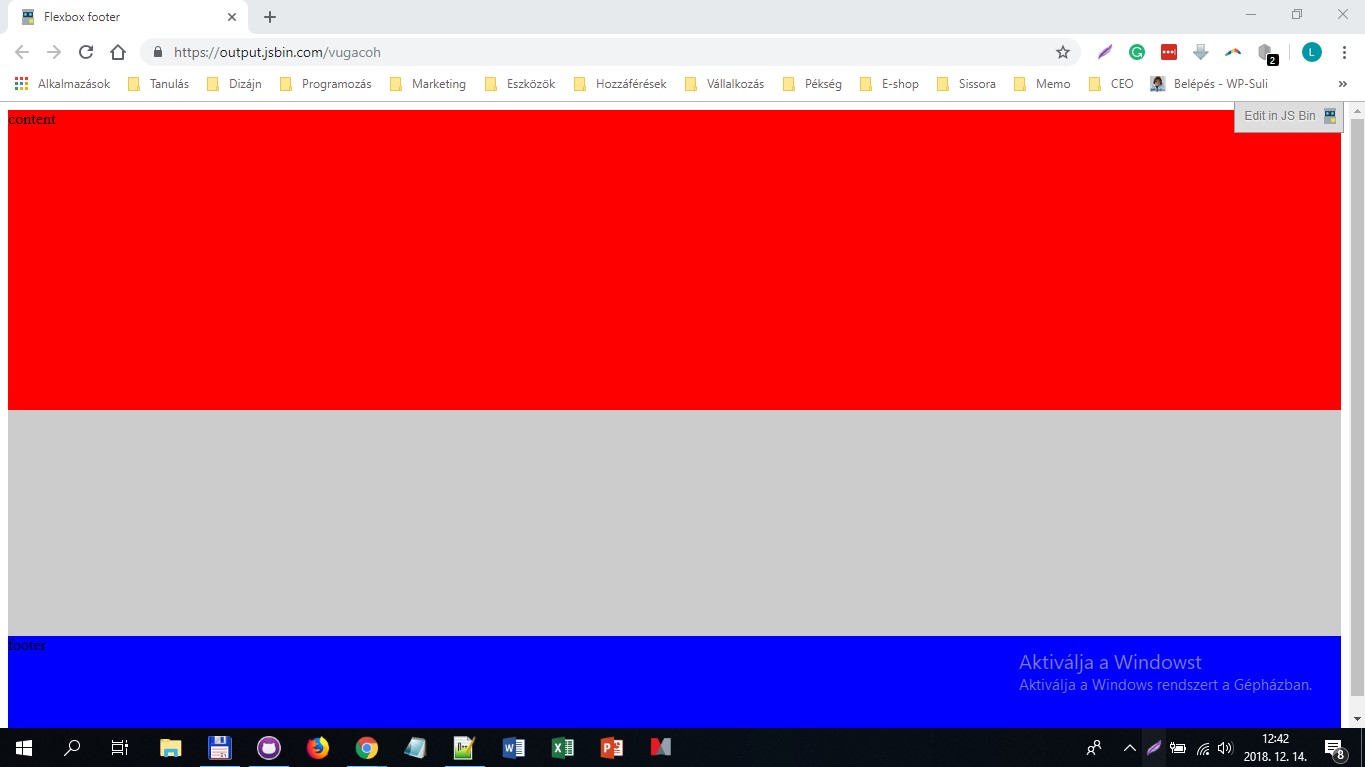 Flexbox footer
https://output.jsbin.com/vugacoh
2
L
Alkalmazások Tanulás Dizájn Programozás Marketing Eszközök Hozzáférések Vállalkozás Pékség E-shop Sissora Memo CEO Belépés - WP-Suli »
content
Edit in JS Bin
footer
Aktiválja a Windowst
Aktiválja a Windows rendszert a Gépházban.
12:42
2018. 12. 14.
8